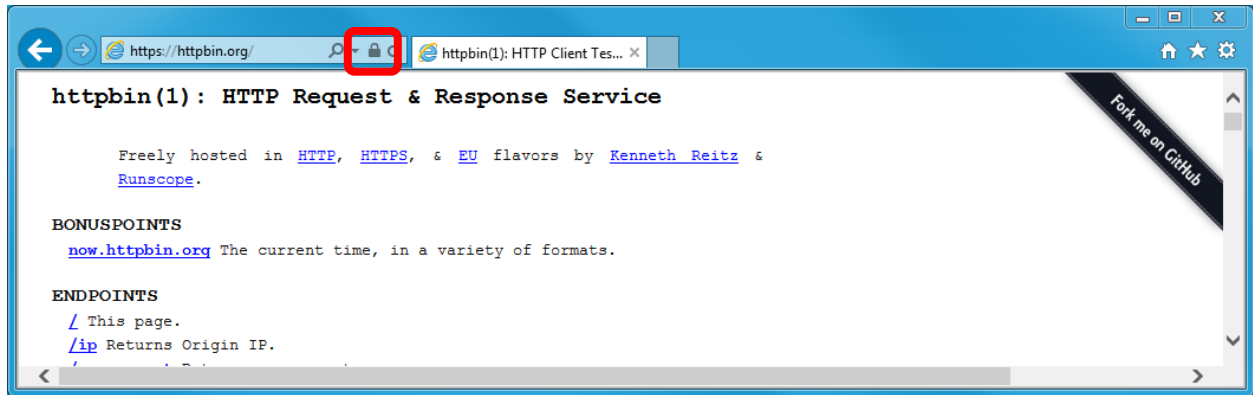 https://httpbin.org/
httpbin(1): HTTP Client Tes...
httpbin(1): HTTP Request & Response Service
Fork me on GitHub
Freely hosted in HTTP, HTTPS, & EU flavors by Kenneth Reitz &
Runscope.
BONUSPOINTS
now.httpbin.org The current time, in a variety of formats.
ENDPOINTS
/ This page.
/ip Returns Origin IP.